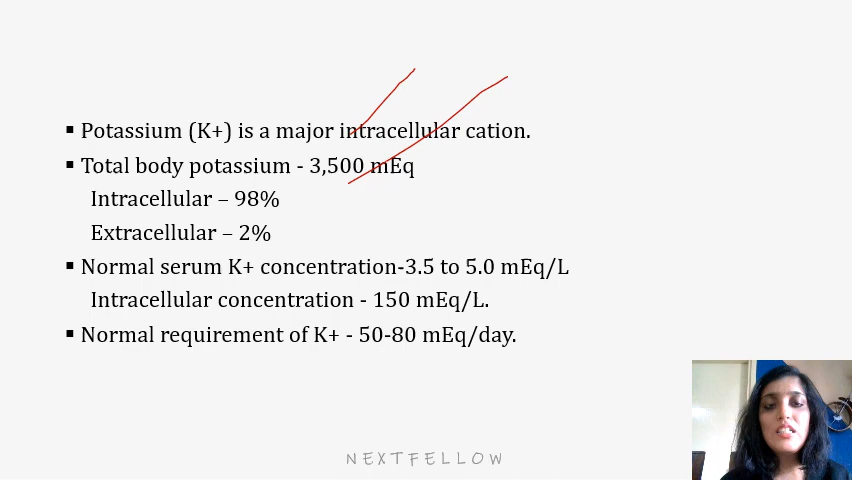 ▪ Potassium (K+) is a major intracellular cation.
▪ Total body potassium - 3,500 mEq
Intracellular – 98%
Extracellular – 2%
▪ Normal serum K+ concentration-3.5 to 5.0 mEq/L
Intracellular concentration - 150 mEq/L.
▪ Normal requirement of K+ - 50-80 mEq/day.
NEXTFELLOW